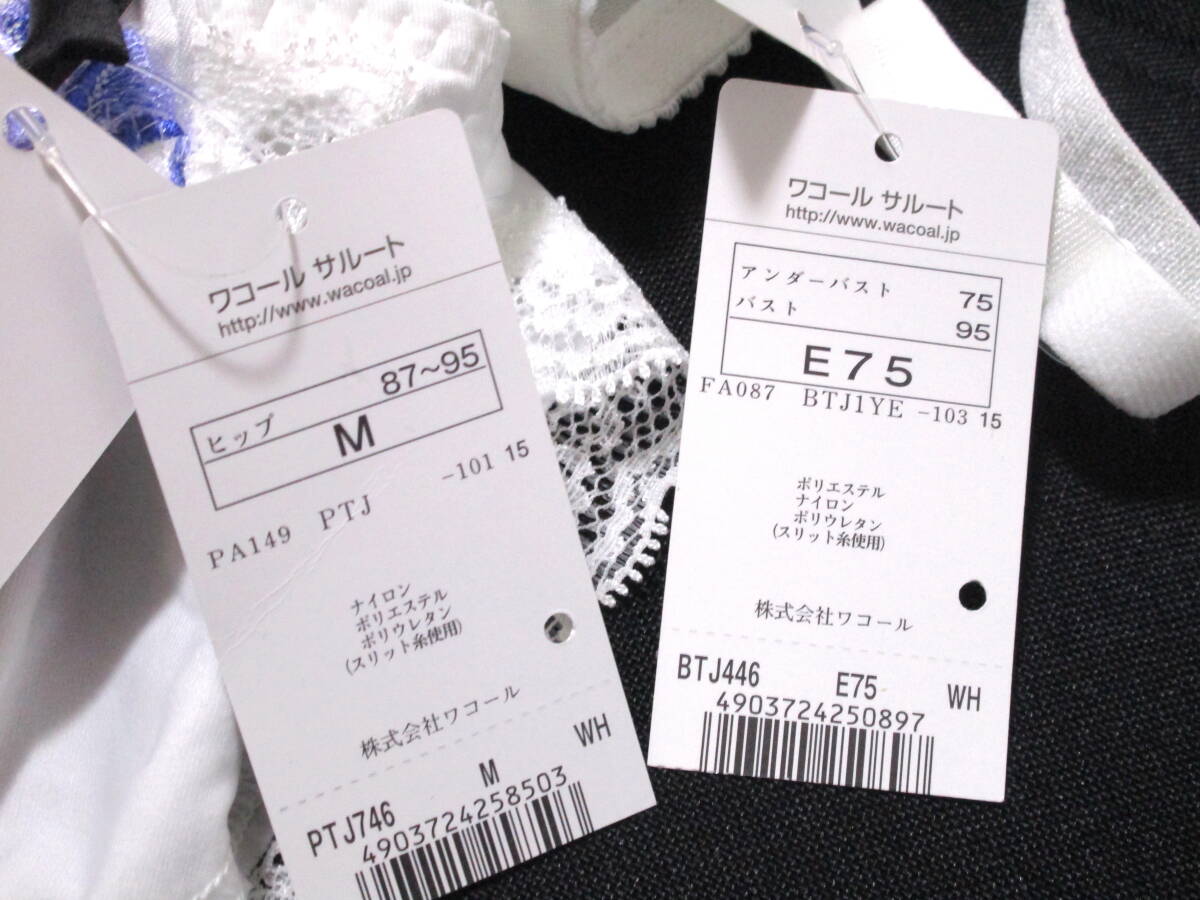 ワコール サルート
http://www.wacoal.jp
ヒップ 87~95
M
PA149 PTJ -101 15
ナイロン
ポリエステル
ポリウレタン
(スリット糸使用)
株式会社ワコール
PTJ746 M WH
4903724258503
ワコール サルート
http://www.wacoal.jp
アンダーバスト 75
バスト 95
E75
FA087 BTJ1YE -103 15
ポリエステル
ナイロン
ポリウレタン
(スリット糸使用)
株式会社ワコール
BTJ446 E75 WH
4903724250897